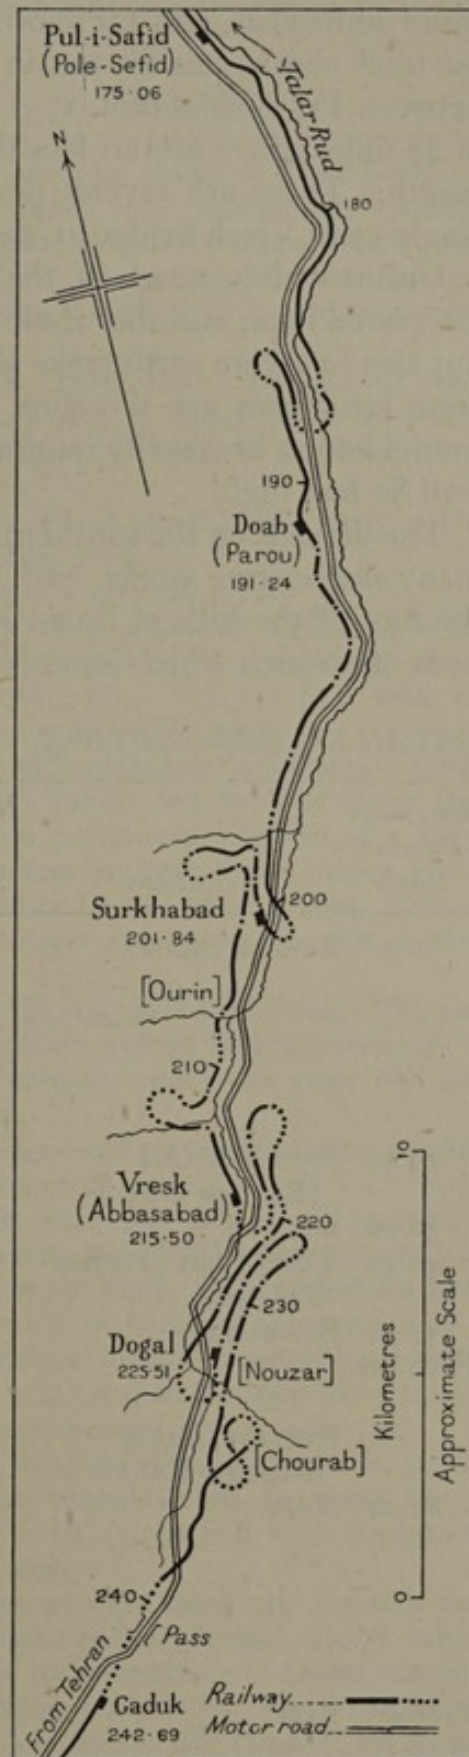 Pul-i-Safid
(Pole-Sefid)
175·06
Talar Rud
N
180
190
Doab
(Parou)
191·24
200
Surkhabad
201·84
[Ourin]
210
10
Vresk
(Abbasabad)
215·50
220
230
Dogal
225·51
[Nouzar]
[Chourab]
Kilometres
Approximate Scale
0
240
Pass
From Tehran
Gaduk
242·69
Railway
Motor road